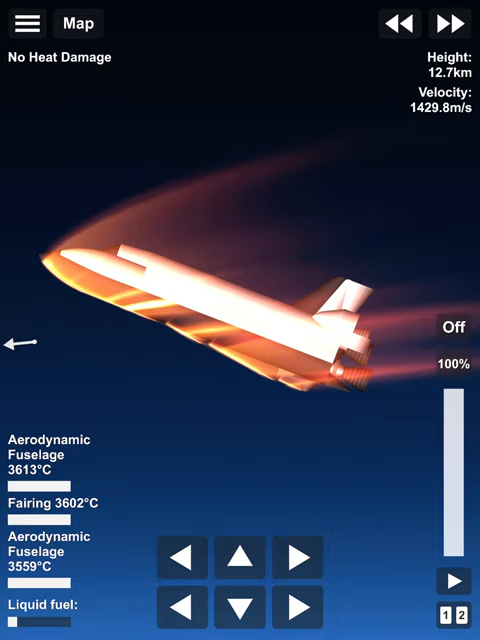 Map
No Heat Damage
Height:
12.7km
Velocity:
1429.8m/s
Off
100%
Aerodynamic
Fuselage
3613°C
Fairing 3602°C
Aerodynamic
Fuselage
3559°C
Liquid fuel:
1 2